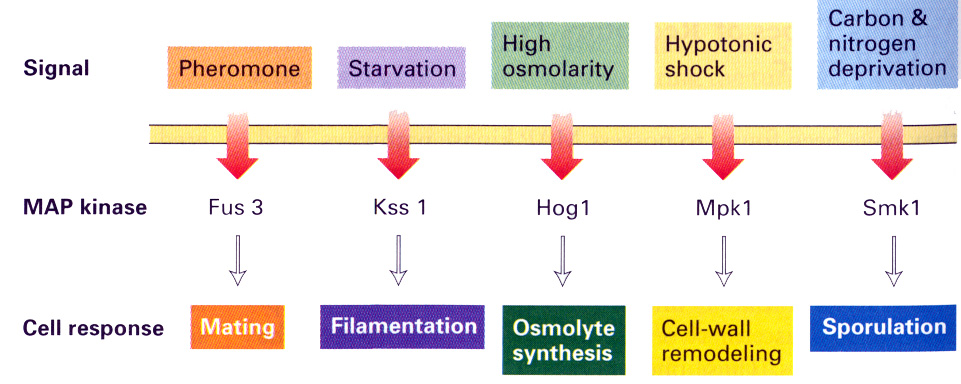 Signal
Pheromone
Starvation
High
osmolarity
Hypotonic
shock
Carbon &
nitrogen
deprivation
MAP kinase
Fus 3
Kss 1
Hog1
Mpk1
Smk1
Cell response
Mating
Filamentation
Osmolyte
synthesis
Cell-wall
remodeling
Sporulation